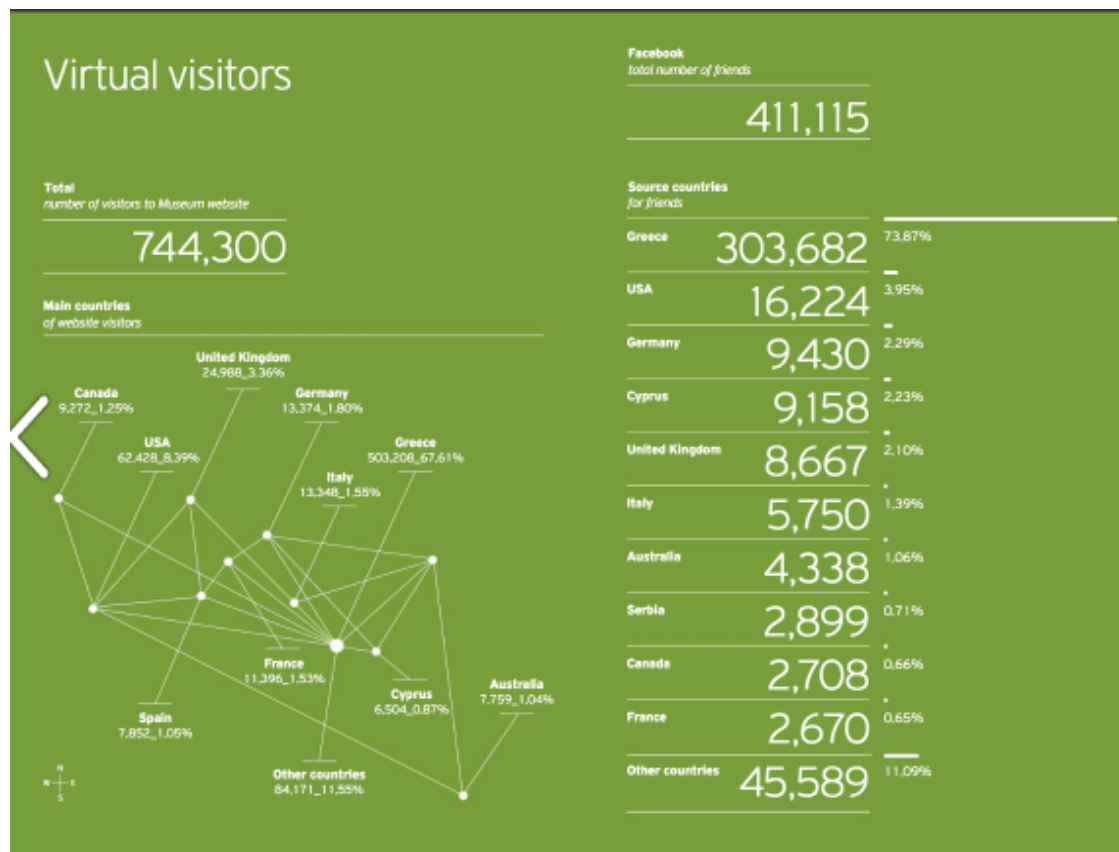 Virtual visitors
Total
number of visitors to Museum website
744,300
Main countries
of website visitors
United Kingdom
24,988_3.36%
Canada
9,272_1.25%
Germany
13,374_1,80%
USA
62,428_8,39%
Greece
503,208_67,61%
Italy
13,348_1,55%
France
11,396_1,53%
Cyprus
6,504_0,87%
Australia
7,759_1,04%
Spain
7,852_1,05%
Other countries
84,171_11,55%
N
W E
S
Facebook
total number of friends
411,115
Source countries
for friends
Greece 303,682 73,87%
USA 16,224 3,95%
Germany 9,430 2,29%
Cyprus 9,158 2,23%
United Kingdom 8,667 2,10%
Italy 5,750 1,39%
Australia 4,338 1,06%
Serbia 2,899 0,71%
Canada 2,708 0,66%
France 2,670 0,65%
Other countries 45,589 11,09%